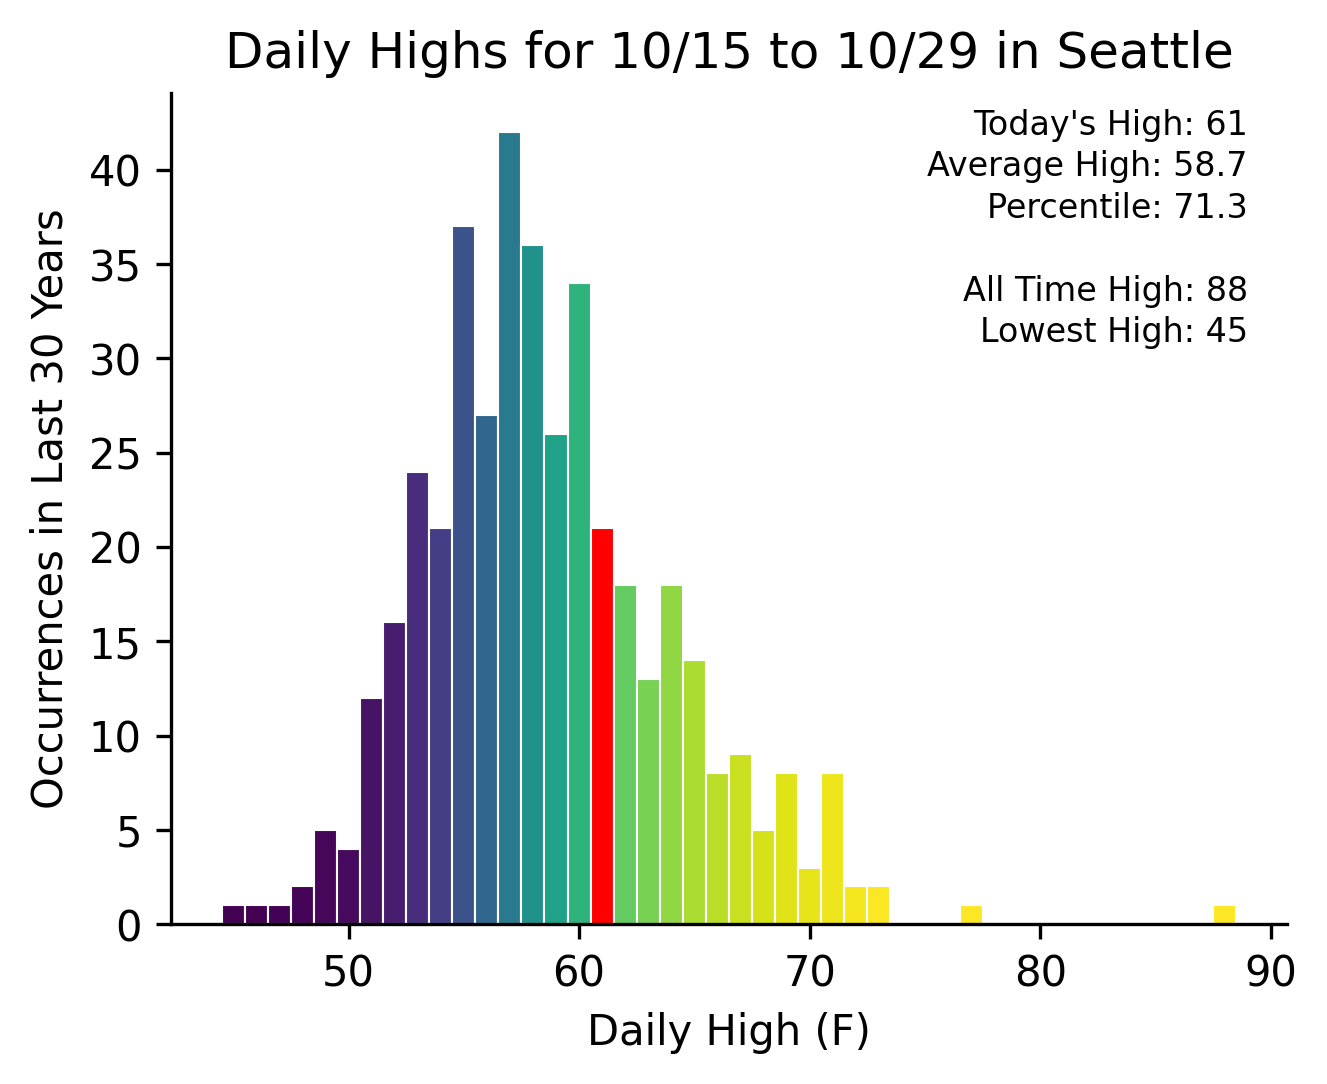 Daily Highs for 10/15 to 10/29 in Seattle
Today's High: 61
Average High: 58.7
Percentile: 71.3
All Time High: 88
Lowest High: 45
Occurrences in Last 30 Years
40
35
30
25
20
15
10
5
0
50 60 70 80 90
Daily High (F)